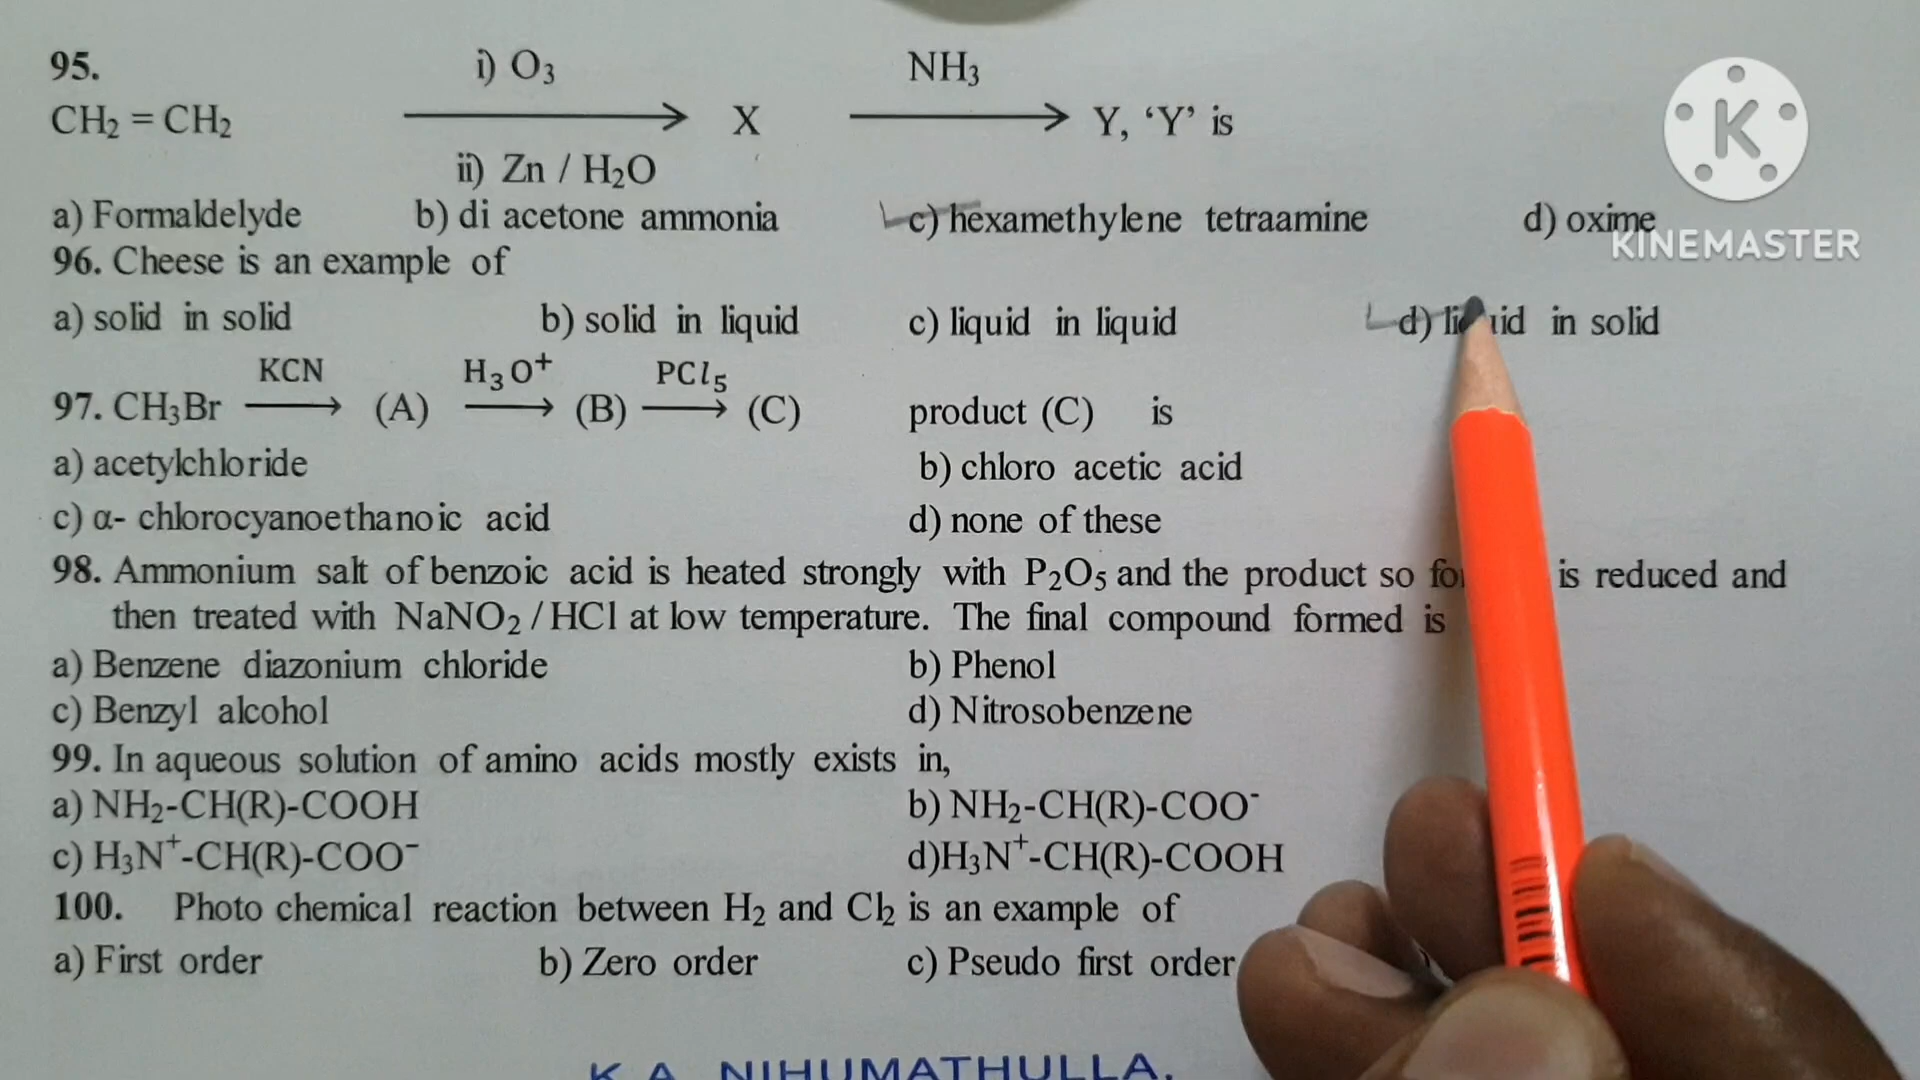 95.
i) O₃ NH₃
CH₂ = CH₂ ⟶ X ⟶ Y, ‘Y’ is
ii) Zn / H₂O
a) Formaldelyde b) di acetone ammonia c) hexamethylene tetraamine d) oxime
96. Cheese is an example of
a) solid in solid b) solid in liquid c) liquid in liquid d) liquid in solid
KCN H₃O⁺ PCl₅
97. CH₃Br ⟶ (A) ⟶ (B) ⟶ (C) product (C) is
a) acetylchloride b) chloro acetic acid
c) α- chlorocyanoethanoic acid d) none of these
98. Ammonium salt of benzoic acid is heated strongly with P₂O₅ and the product so is reduced and
then treated with NaNO₂ / HCl at low temperature. The final compound formed is
a) Benzene diazonium chloride b) Phenol
c) Benzyl alcohol d) Nitrosobenzene
99. In aqueous solution of amino acids mostly exists in,
a) NH₂-CH(R)-COOH b) NH₂-CH(R)-COO⁻
c) H₃N⁺-CH(R)-COO⁻ d)H₃N⁺-CH(R)-COOH
100. Photo chemical reaction between H₂ and Cl₂ is an example of
a) First order b) Zero order c) Pseudo first order
K.A. NIHUMATHULLA.
K
KINEMASTER